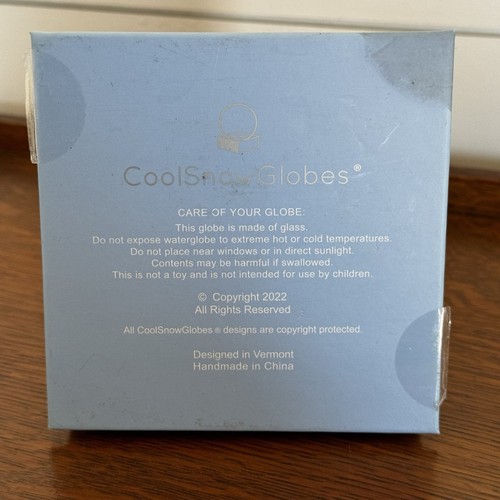 CoolSnowGlobes®
CARE OF YOUR GLOBE:
This globe is made of glass.
Do not expose waterglobe to extreme hot or cold temperatures.
Do not place near windows or in direct sunlight.
Contents may be harmful if swallowed.
This is not a toy and is not intended for use by children.
© Copyright 2022
All Rights Reserved
All CoolSnowGlobes® designs are copyright protected.
Designed in Vermont
Handmade in China